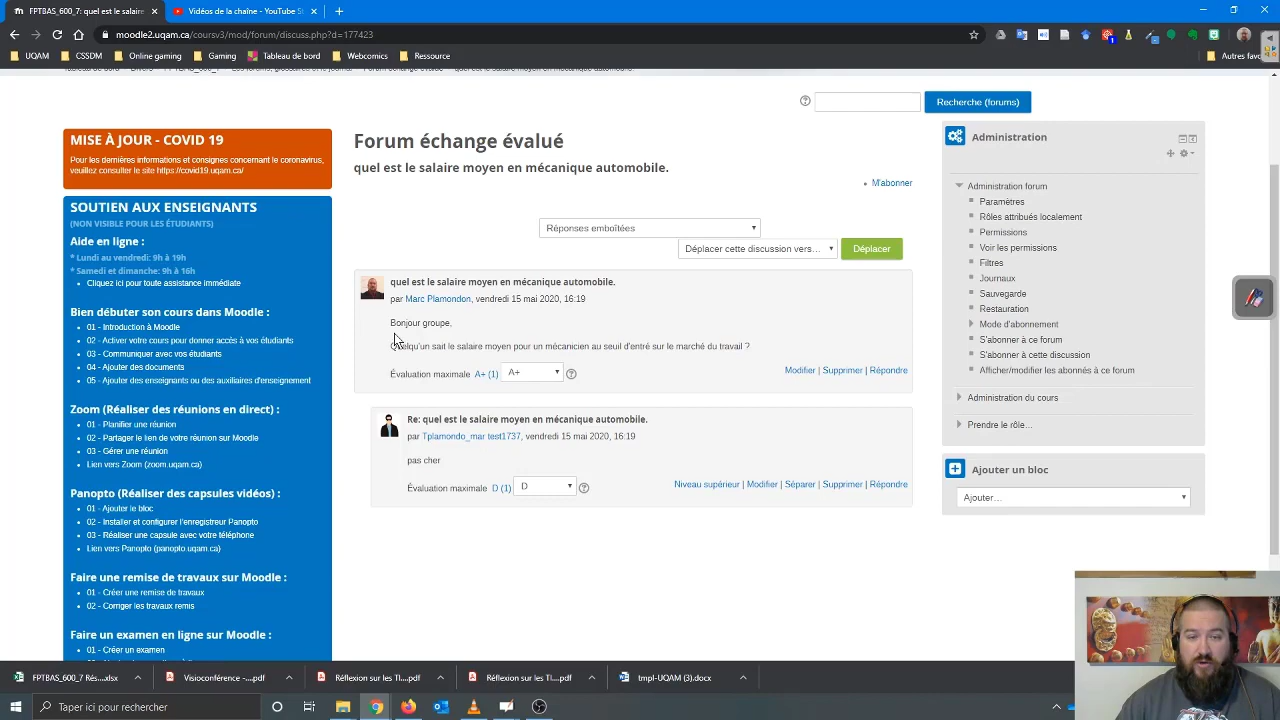 FPTBAS_600_7: quel est le salaire
Vidéos de la chaîne - YouTube St
moodle2.uqam.ca/coursv3/mod/forum/discuss.php?d=177423
UQAM
CSSDM
Online gaming
Gaming
Tableau de bord
Webcomics
Ressource
Autres favo
Recherche (forums)
MISE À JOUR - COVID 19
Pour les dernières informations et consignes concernant le coronavirus,
veuillez consulter le site https://covid19.uqam.ca/
SOUTIEN AUX ENSEIGNANTS
(NON VISIBLE POUR LES ÉTUDIANTS)
Aide en ligne :
* Lundi au vendredi: 9h à 19h
* Samedi et dimanche: 9h à 16h
Cliquez ici pour toute assistance immédiate
Bien débuter son cours dans Moodle :
01 - Introduction à Moodle
02 - Activer votre cours pour donner accès à vos étudiants
03 - Communiquer avec vos étudiants
04 - Ajouter des documents
05 - Ajouter des enseignants ou des auxiliaires d'enseignement
Zoom (Réaliser des réunions en direct) :
01 - Planifier une réunion
02 - Partager le lien de votre réunion sur Moodle
03 - Gérer une réunion
Lien vers Zoom (zoom.uqam.ca)
Panopto (Réaliser des capsules vidéos) :
01 - Ajouter le bloc
02 - Installer et configurer l'enregistreur Panopto
03 - Réaliser une capsule avec votre téléphone
Lien vers Panopto (panopto.uqam.ca)
Faire une remise de travaux sur Moodle :
01 - Créer une remise de travaux
02 - Corriger les travaux remis
Faire un examen en ligne sur Moodle :
01 - Créer un examen
Forum échange évalué
quel est le salaire moyen en mécanique automobile.
M'abonner
Réponses emboîtées
Déplacer cette discussion vers…
Déplacer
quel est le salaire moyen en mécanique automobile.
par Marc Plamondon, vendredi 15 mai 2020, 16:19
Bonjour groupe,
Quelqu'un sait le salaire moyen pour un mécanicien au seuil d'entré sur le marché du travail ?
Évaluation maximale A+ (1) A+
Modifier | Supprimer | Répondre
Re: quel est le salaire moyen en mécanique automobile.
par Tplamondo_mar test1737, vendredi 15 mai 2020, 16:19
pas cher
Évaluation maximale D (1) D
Niveau supérieur | Modifier | Séparer | Supprimer | Répondre
Administration
Administration forum
Paramètres
Rôles attribués localement
Permissions
Voir les permissions
Filtres
Journaux
Sauvegarde
Restauration
Mode d'abonnement
S'abonner à ce forum
S'abonner à cette discussion
Afficher/modifier les abonnés à ce forum
Administration du cours
Prendre le rôle…
Ajouter un bloc
Ajouter…
FPTBAS_600_7 Rés....xlsx
Visioconférence -....pdf
Réflexion sur les TI....pdf
Réflexion sur les TI....pdf
tmpl-UQAM (3).docx
Taper ici pour rechercher